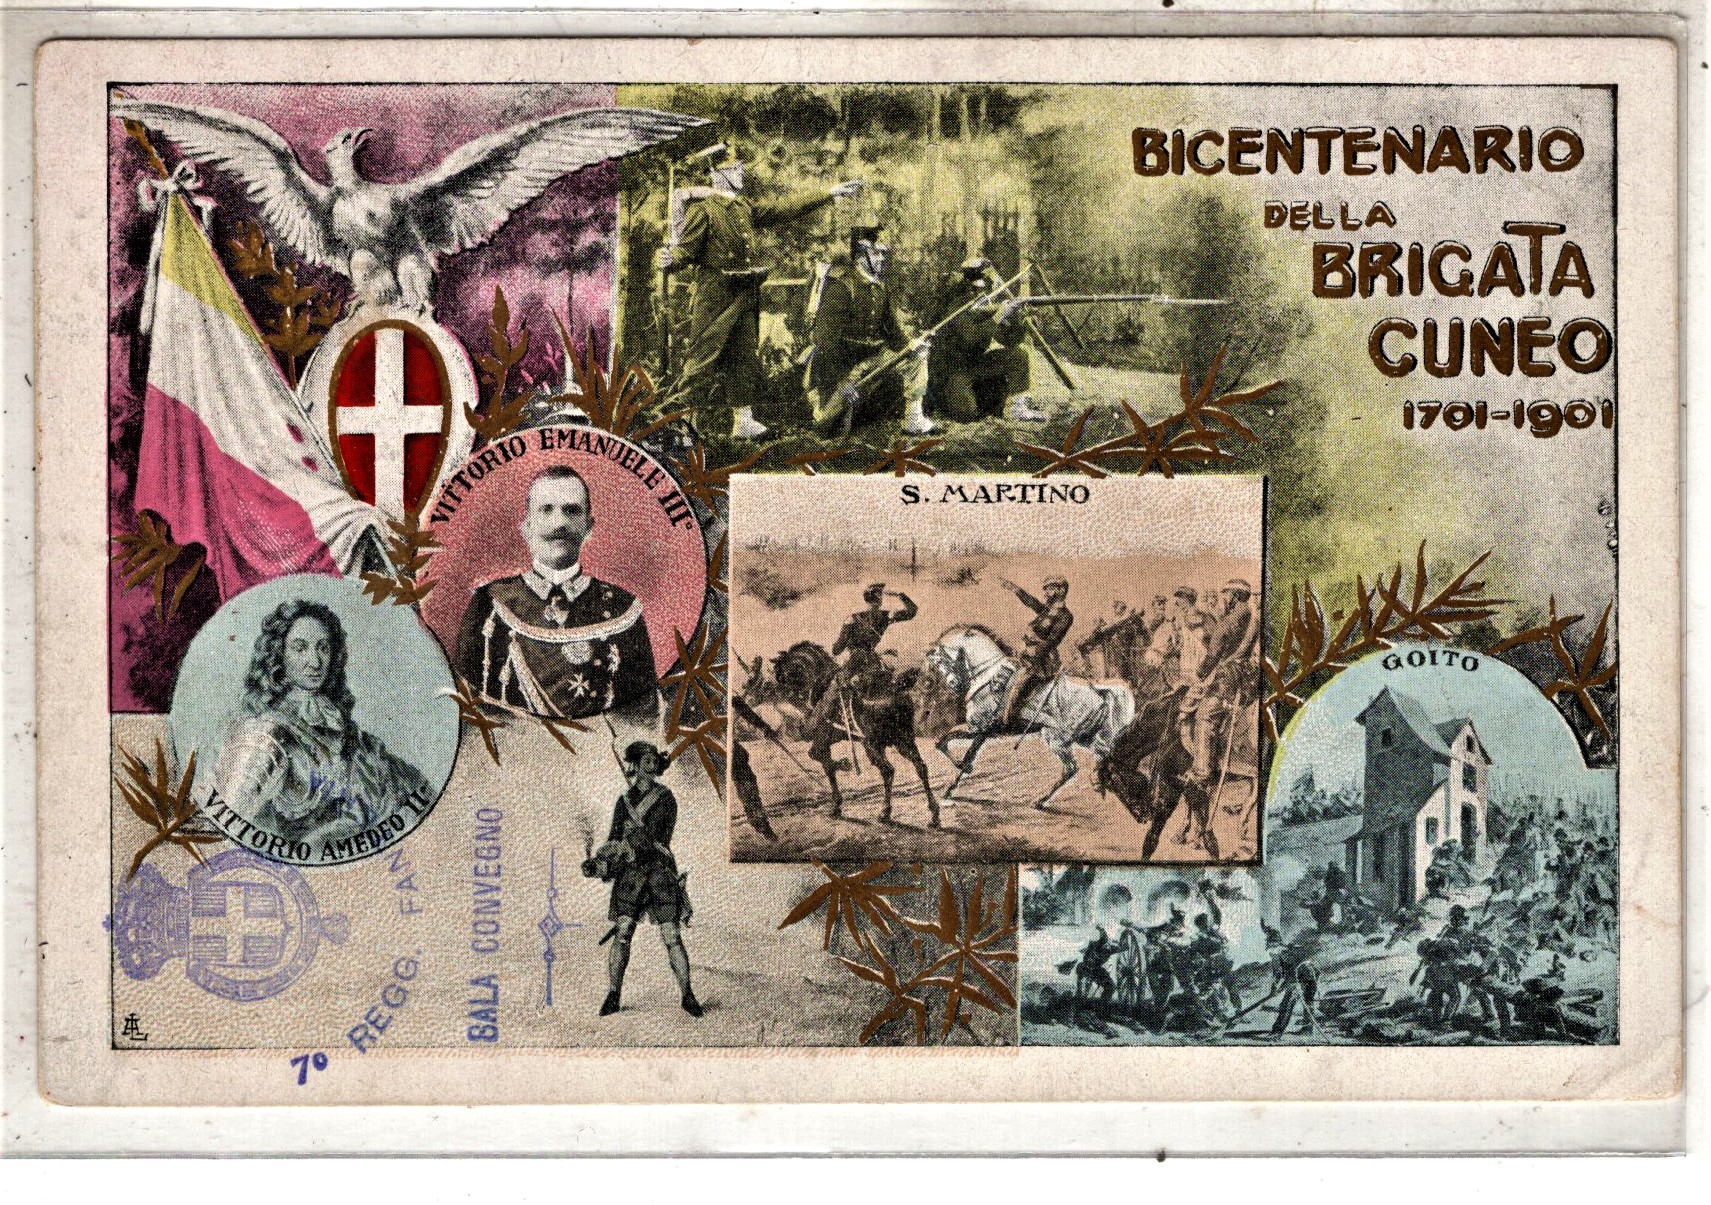 BICENTENARIO
DELLA
BRIGATA
CUNEO
1701-1901
VITTORIO EMANUELE III°
S. MARTINO
GOITO
VITTORIO AMEDEO II°
7° REGG. FAN
SALA CONVEGNO